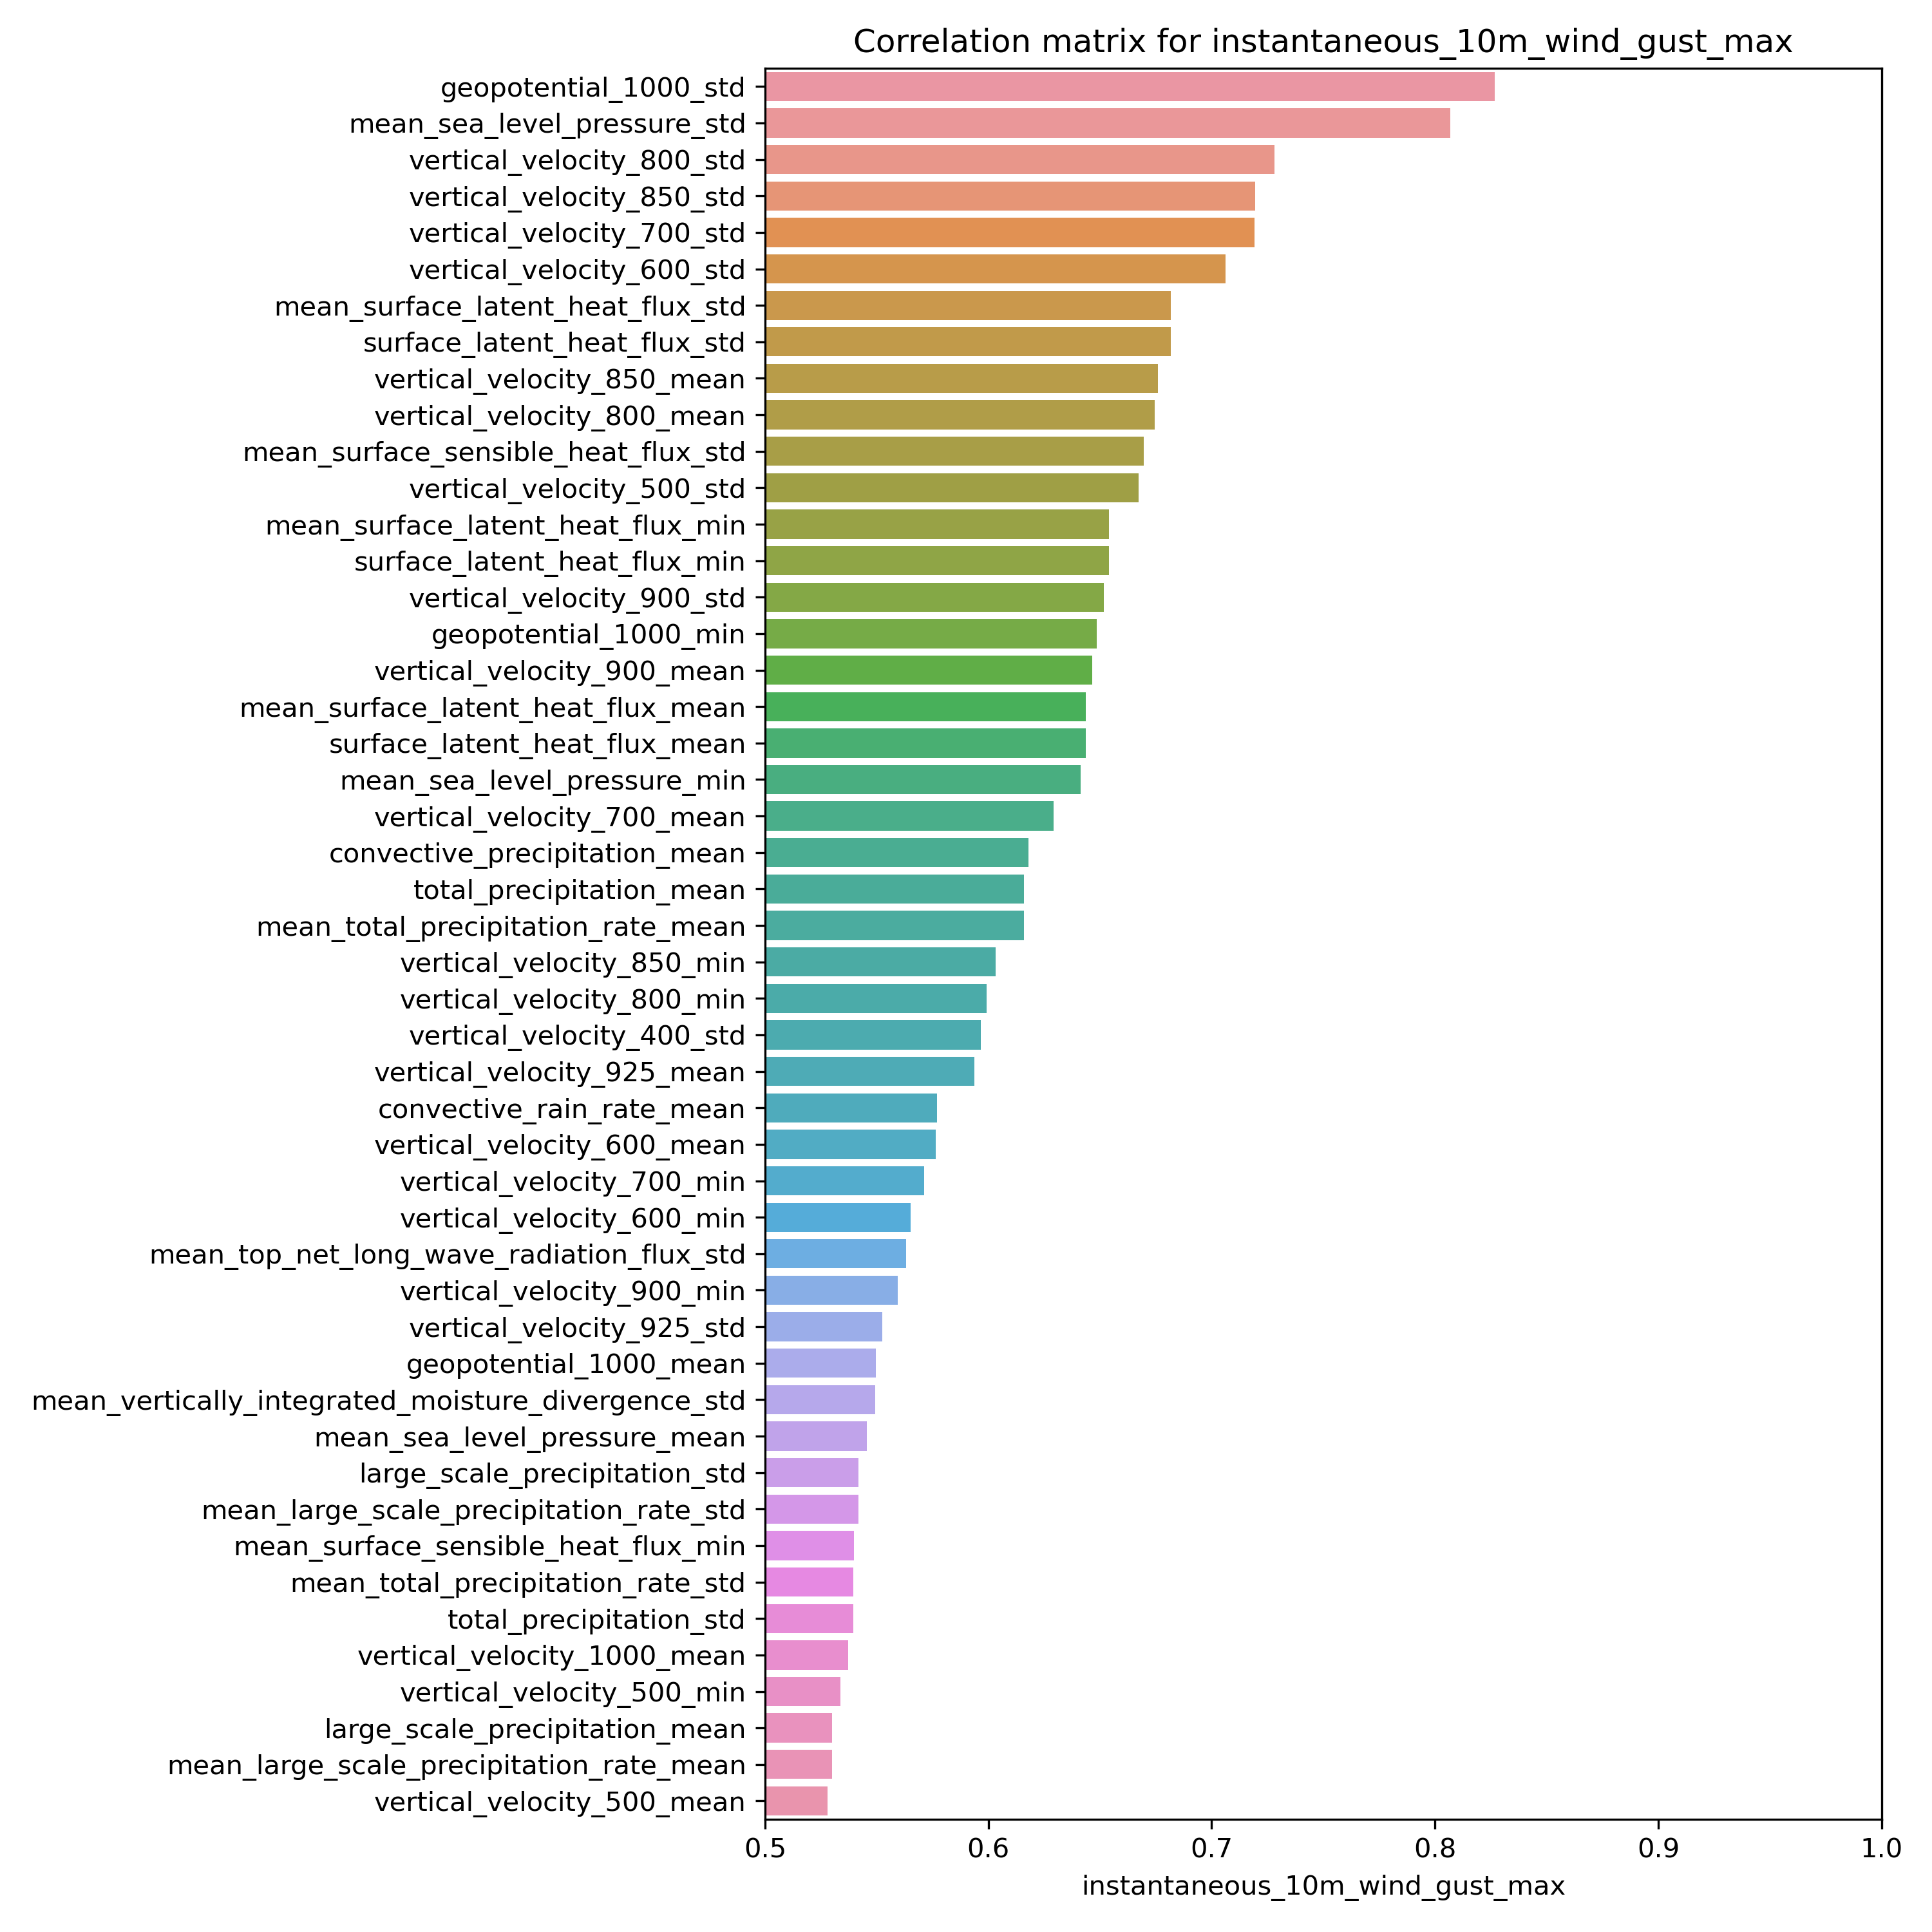 Correlation matrix for instantaneous_10m_wind_gust_max
geopotential_1000_std
mean_sea_level_pressure_std
vertical_velocity_800_std
vertical_velocity_850_std
vertical_velocity_700_std
vertical_velocity_600_std
mean_surface_latent_heat_flux_std
surface_latent_heat_flux_std
vertical_velocity_850_mean
vertical_velocity_800_mean
mean_surface_sensible_heat_flux_std
vertical_velocity_500_std
mean_surface_latent_heat_flux_min
surface_latent_heat_flux_min
vertical_velocity_900_std
geopotential_1000_min
vertical_velocity_900_mean
mean_surface_latent_heat_flux_mean
surface_latent_heat_flux_mean
mean_sea_level_pressure_min
vertical_velocity_700_mean
convective_precipitation_mean
total_precipitation_mean
mean_total_precipitation_rate_mean
vertical_velocity_850_min
vertical_velocity_800_min
vertical_velocity_400_std
vertical_velocity_925_mean
convective_rain_rate_mean
vertical_velocity_600_mean
vertical_velocity_700_min
vertical_velocity_600_min
mean_top_net_long_wave_radiation_flux_std
vertical_velocity_900_min
vertical_velocity_925_std
geopotential_1000_mean
mean_vertically_integrated_moisture_divergence_std
mean_sea_level_pressure_mean
large_scale_precipitation_std
mean_large_scale_precipitation_rate_std
mean_surface_sensible_heat_flux_min
mean_total_precipitation_rate_std
total_precipitation_std
vertical_velocity_1000_mean
vertical_velocity_500_min
large_scale_precipitation_mean
mean_large_scale_precipitation_rate_mean
vertical_velocity_500_mean
0.5 0.6 0.7 0.8 0.9 1.0
instantaneous_10m_wind_gust_max